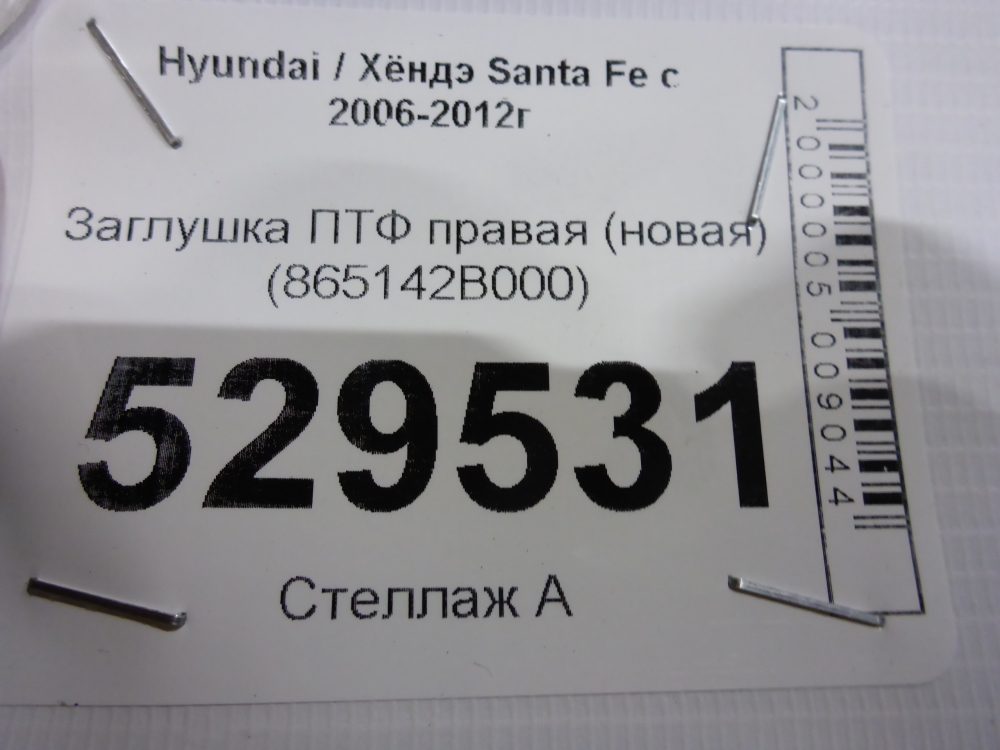 Hyundai / Хёндэ Santa Fe с
2006-2012г
Заглушка ПТФ правая (новая)
(865142B000)
529531
Стеллаж А
2000005009044